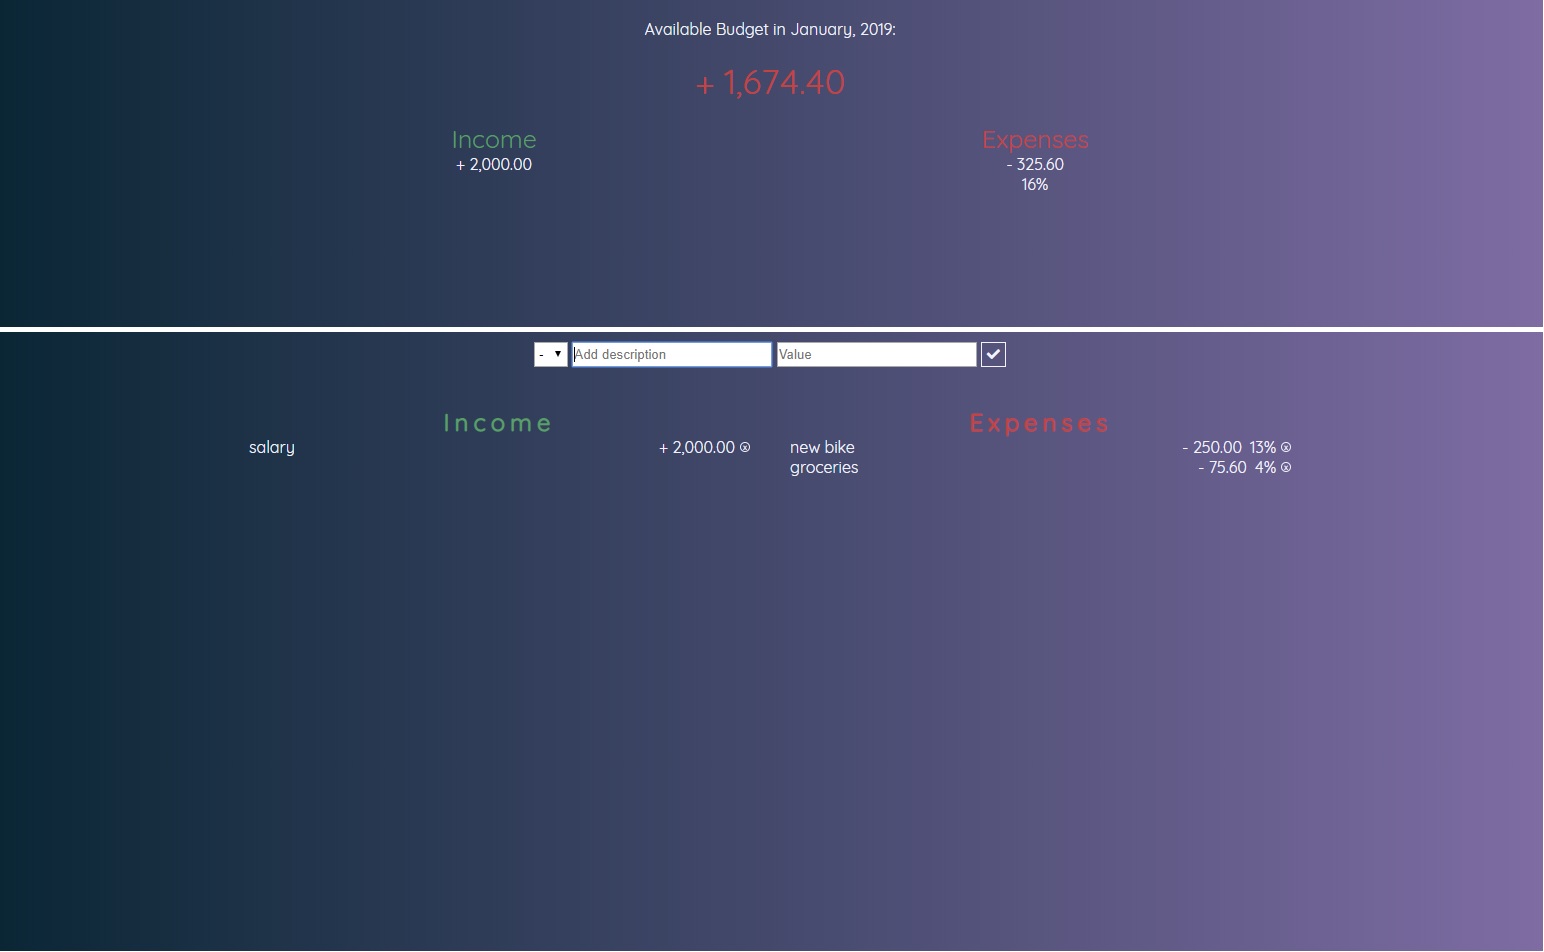 Available Budget in January, 2019:
+ 1,674.40
Income
+ 2,000.00
Expenses
- 325.60
16%
- Add description Value
Income
salary + 2,000.00
Expenses
new bike - 250.00 13%
groceries - 75.60 4%